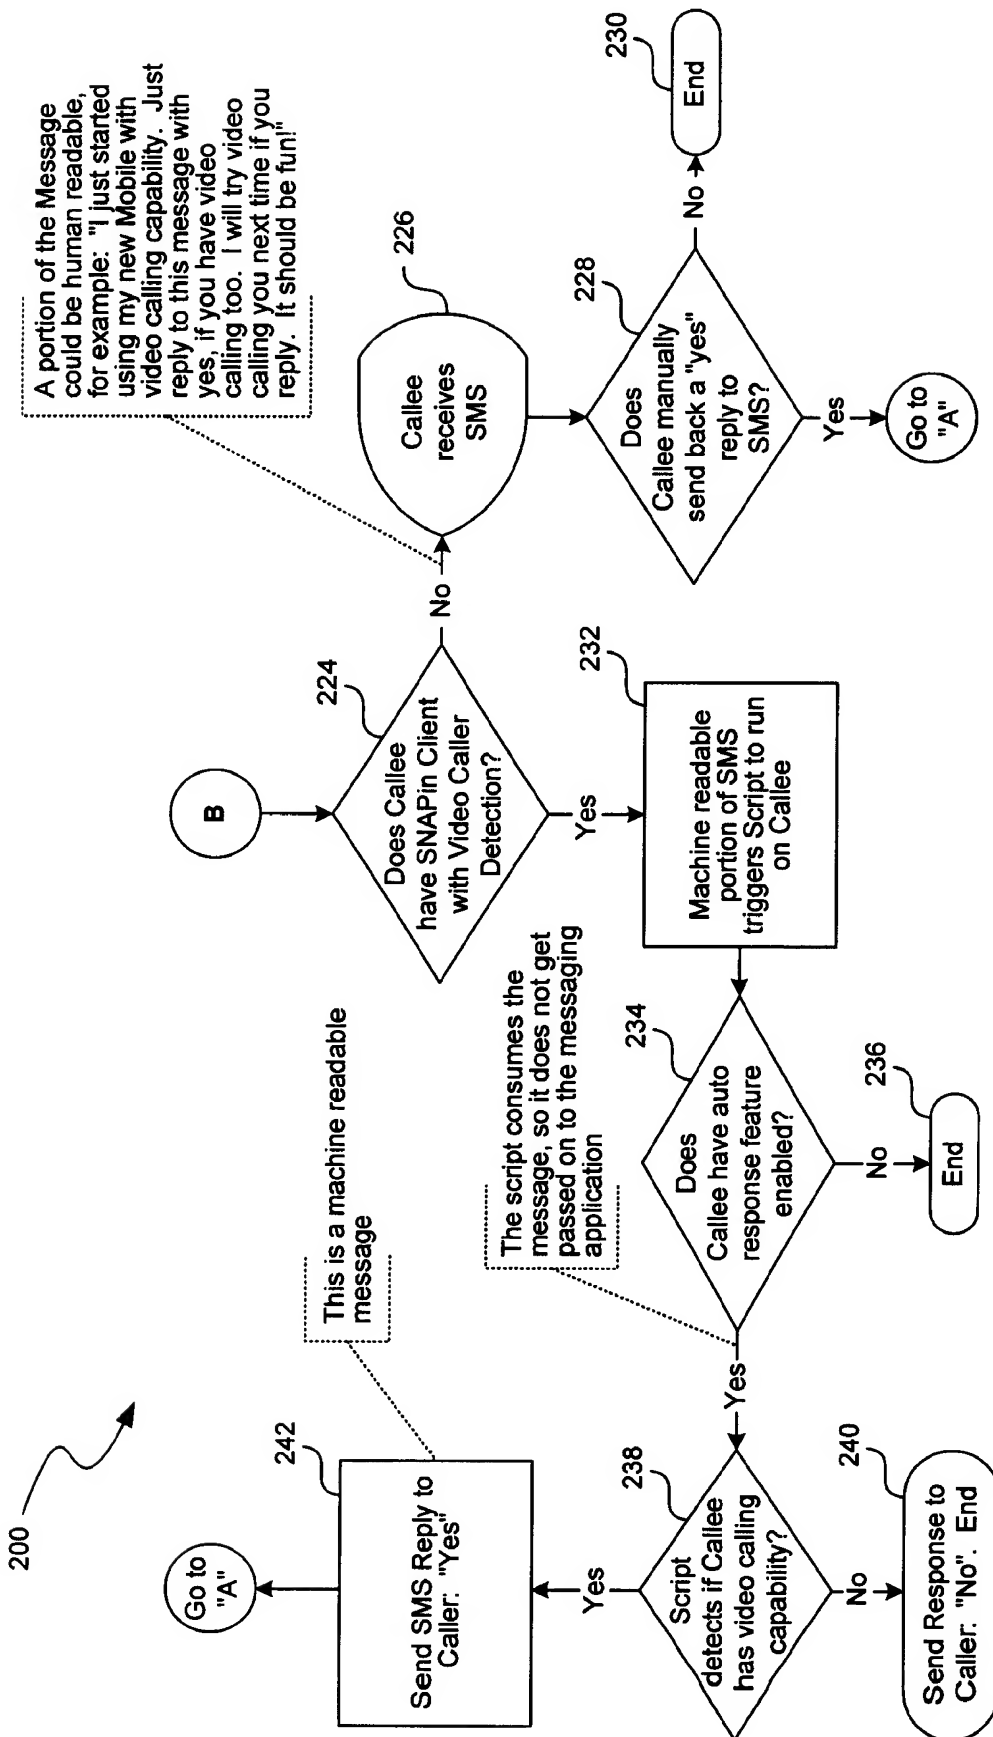 200
B
Does Callee
have SNAPin Client
with Video Caller
Detection?
224
No
Yes
A portion of the Message
could be human readable,
for example: "I just started
using my new Mobile with
video calling capability. Just
reply to this message with
yes, if you have video
calling too. I will try video
calling you next time if you
reply. It should be fun!"
Callee
receives
SMS
226
Does
Callee manually
send back a "yes"
reply to
SMS?
228
No
End
230
Yes
Go to
"A"
Machine readable
portion of SMS
triggers Script to run
on Callee
232
Does
Callee have auto
response feature
enabled?
234
No
End
236
Yes
The script consumes the
message, so it does not get
passed on to the messaging
application
Script
detects if Callee
has video calling
capability?
238
No
Send Response to
Caller: "No". End
240
Yes
Send SMS Reply to
Caller: "Yes"
242
This is a machine readable
message
Go to
"A"